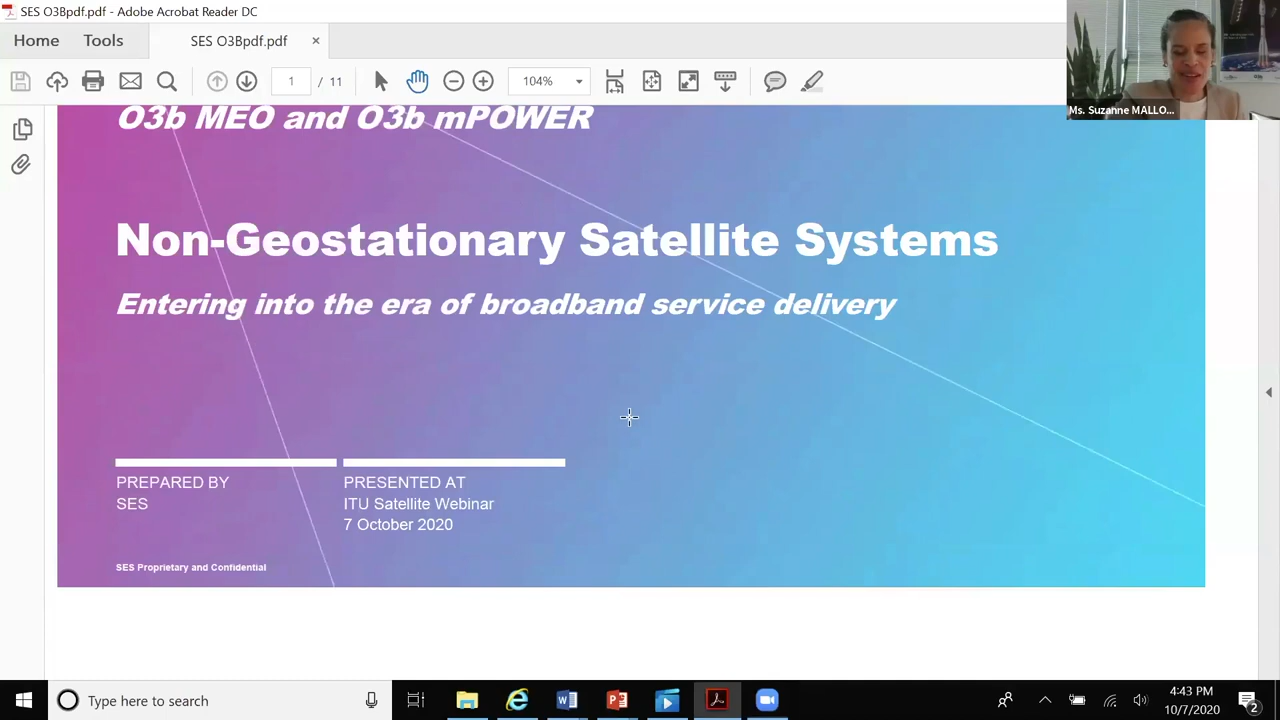 SES O3Bpdf.pdf - Adobe Acrobat Reader DC
Home
Tools
SES O3Bpdf.pdf
1
/ 11
104%
Ms. Suzanne MALLO...
O3b MEO and O3b mPOWER
Non-Geostationary Satellite Systems
Entering into the era of broadband service delivery
PREPARED BY
SES
PRESENTED AT
ITU Satellite Webinar
7 October 2020
SES Proprietary and Confidential
Type here to search
4:43 PM
10/7/2020
2